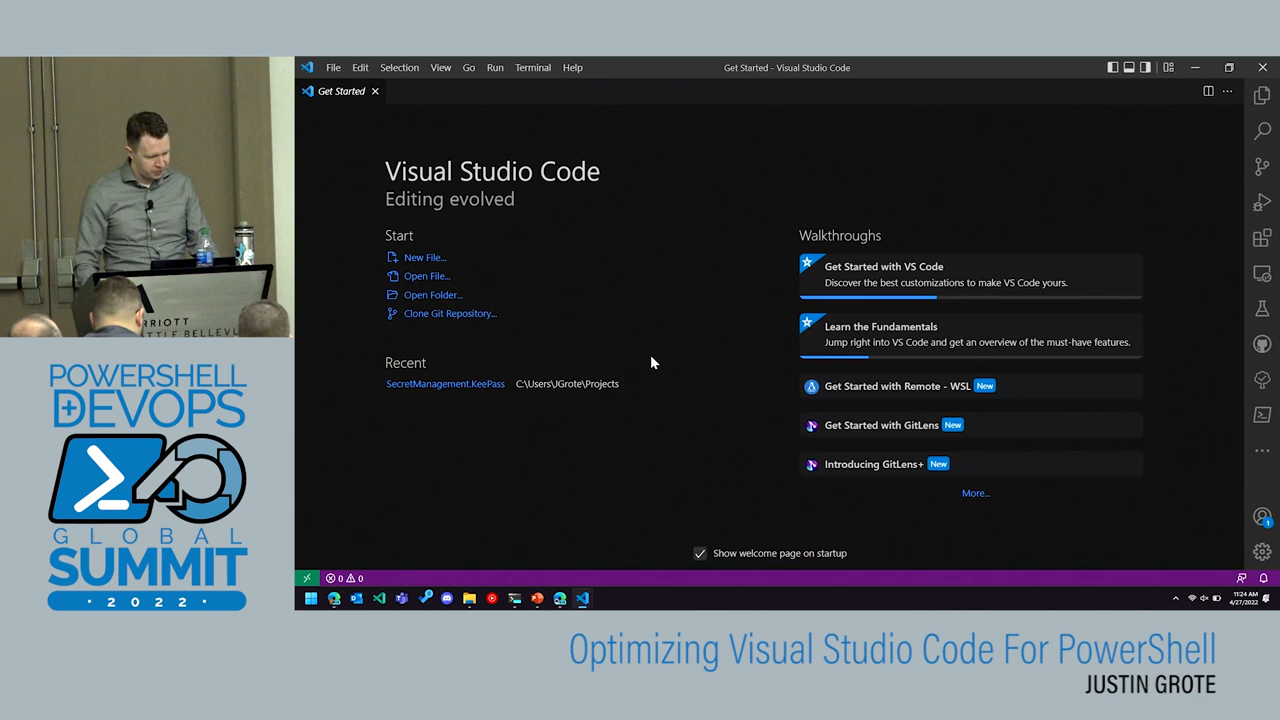 File Edit Selection View Go Run Terminal Help
Get Started - Visual Studio Code
Get Started
Visual Studio Code
Editing evolved
Start
New File...
Open File...
Open Folder...
Clone Git Repository...
Recent
SecretManagement.KeePass C:\Users\JGrote\Projects
Walkthroughs
Get Started with VS Code
Discover the best customizations to make VS Code yours.
Learn the Fundamentals
Jump right into VS Code and get an overview of the must-have features.
Get Started with Remote - WSL New
Get Started with GitLens New
Introducing GitLens+ New
More...
Show welcome page on startup
1
0 0
11:24 AM
4/27/2022
POWERSHELL
DEVOPS
GLOBAL
SUMMIT
· 2022 ·
Optimizing Visual Studio Code For PowerShell
JUSTIN GROTE